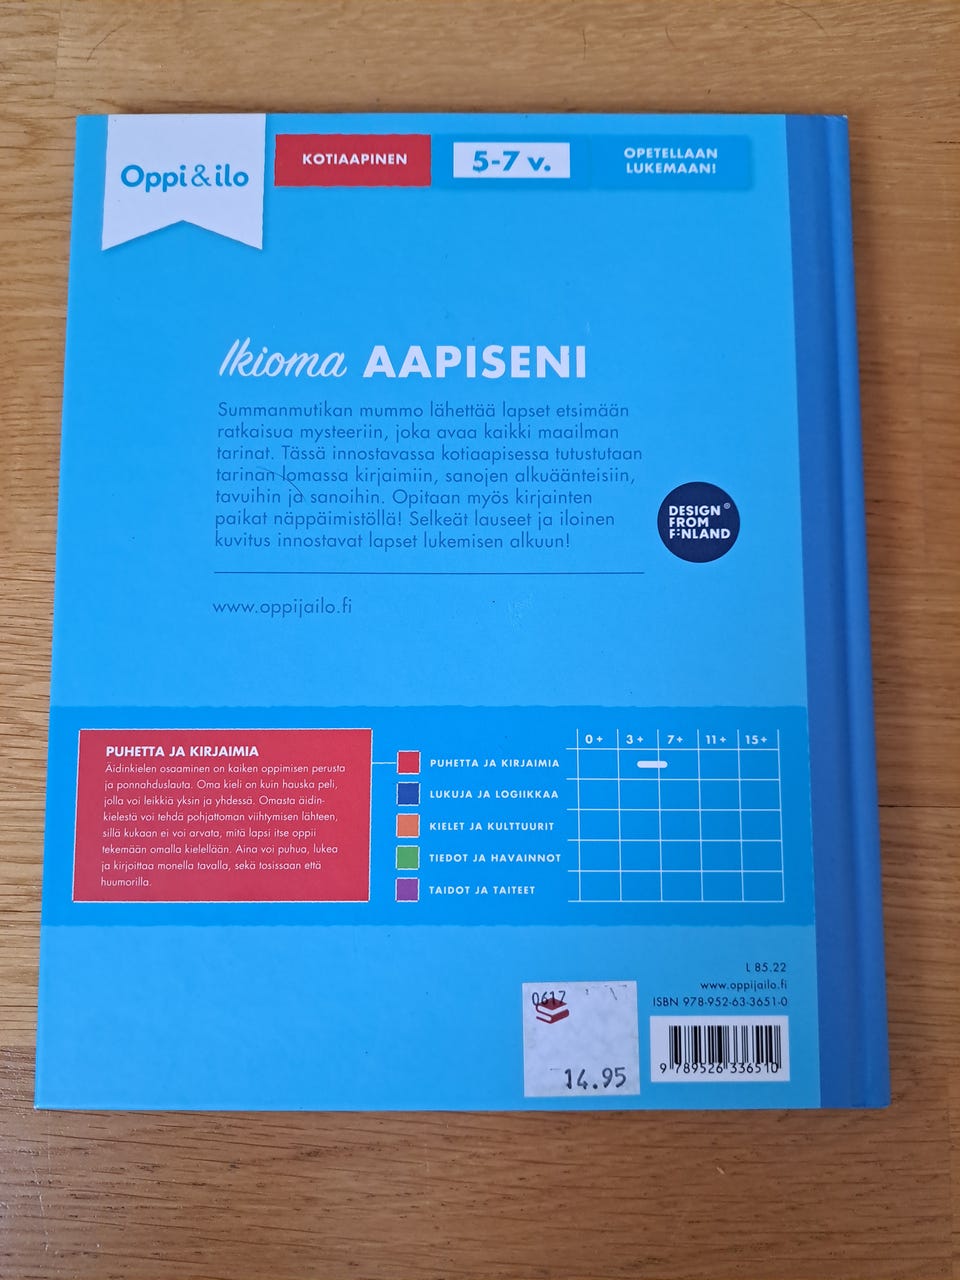 Oppi&ilo
KOTIAAPINEN
5-7 v.
OPETELLAAN
LUKEMAAN!
Ikioma AAPISENI
Summanmutikan mummo lähettää lapset etsimään
ratkaisua mysteeriin, joka avaa kaikki maailman
tarinat. Tässä innostavassa kotiaapisessa tutustutaan
tarinan lomassa kirjaimiin, sanojen alkuäänteisiin,
tavuihin ja sanoihin. Opitaan myös kirjainten
paikat näppäimistöllä! Selkeät lauseet ja iloinen
kuvitus innostavat lapset lukemisen alkuun!
DESIGN®
FROM
FINLAND
www.oppijailo.fi
PUHETTA JA KIRJAIMIA
Äidinkielen osaaminen on kaiken oppimisen perusta
ja ponnahduslauta. Oma kieli on kuin hauska peli,
jolla voi leikkiä yksin ja yhdessä. Omasta äidin-
kielestä voi tehdä pohjattoman viihtymisen lähteen,
sillä kukaan ei voi arvata, mitä lapsi itse oppii
tekemään omalla kielellään. Aina voi puhua, lukea
ja kirjoittaa monella tavalla, sekä tosissaan että
huumorilla.
0+ 3+ 7+ 11+ 15+
PUHETTA JA KIRJAIMIA
LUKUJA JA LOGIIKKAA
KIELET JA KULTTUURIT
TIEDOT JA HAVAINNOT
TAIDOT JA TAITEET
L 85.22
www.oppijailo.fi
ISBN 978-952-63-3651-0
0617
14.95
9 789526 336510